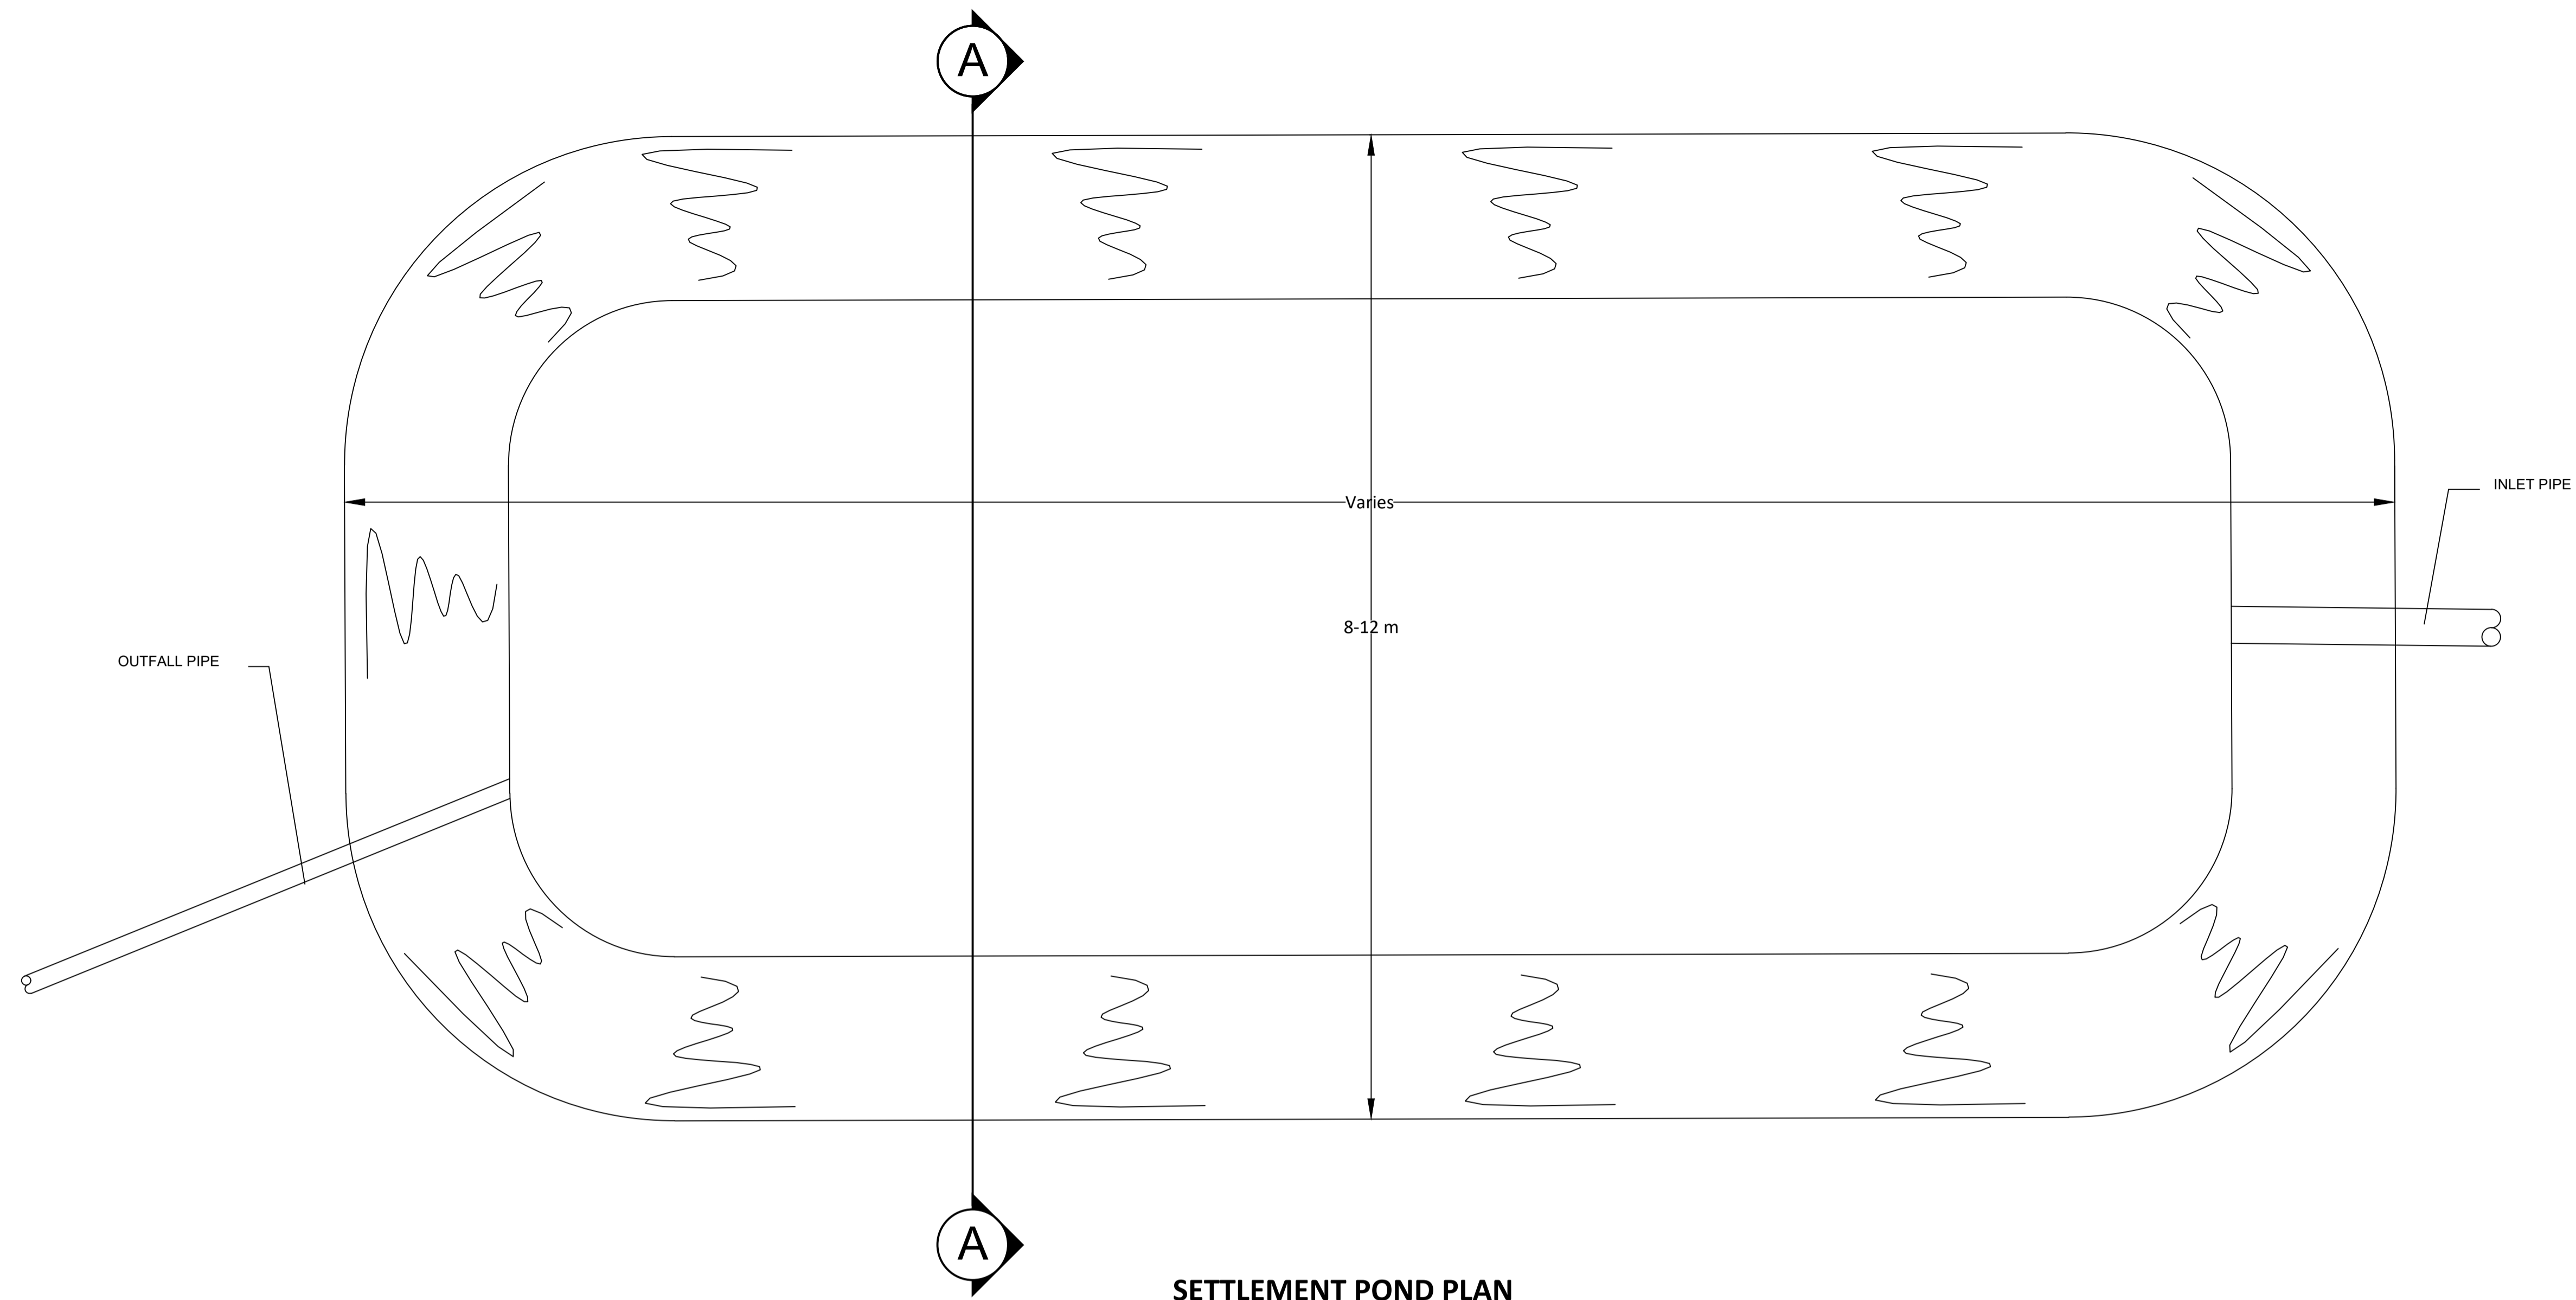 A
Varies
INLET PIPE
8-12 m
OUTFALL PIPE
A
SETTLEMENT POND PLAN